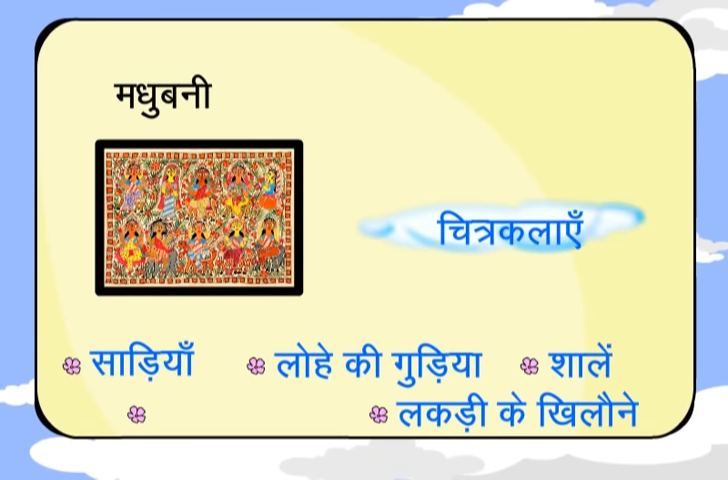 मधुबनी
चित्रकलाएँ
साड़ियाँ लोहे की गुड़िया शालें
लकड़ी के खिलौने